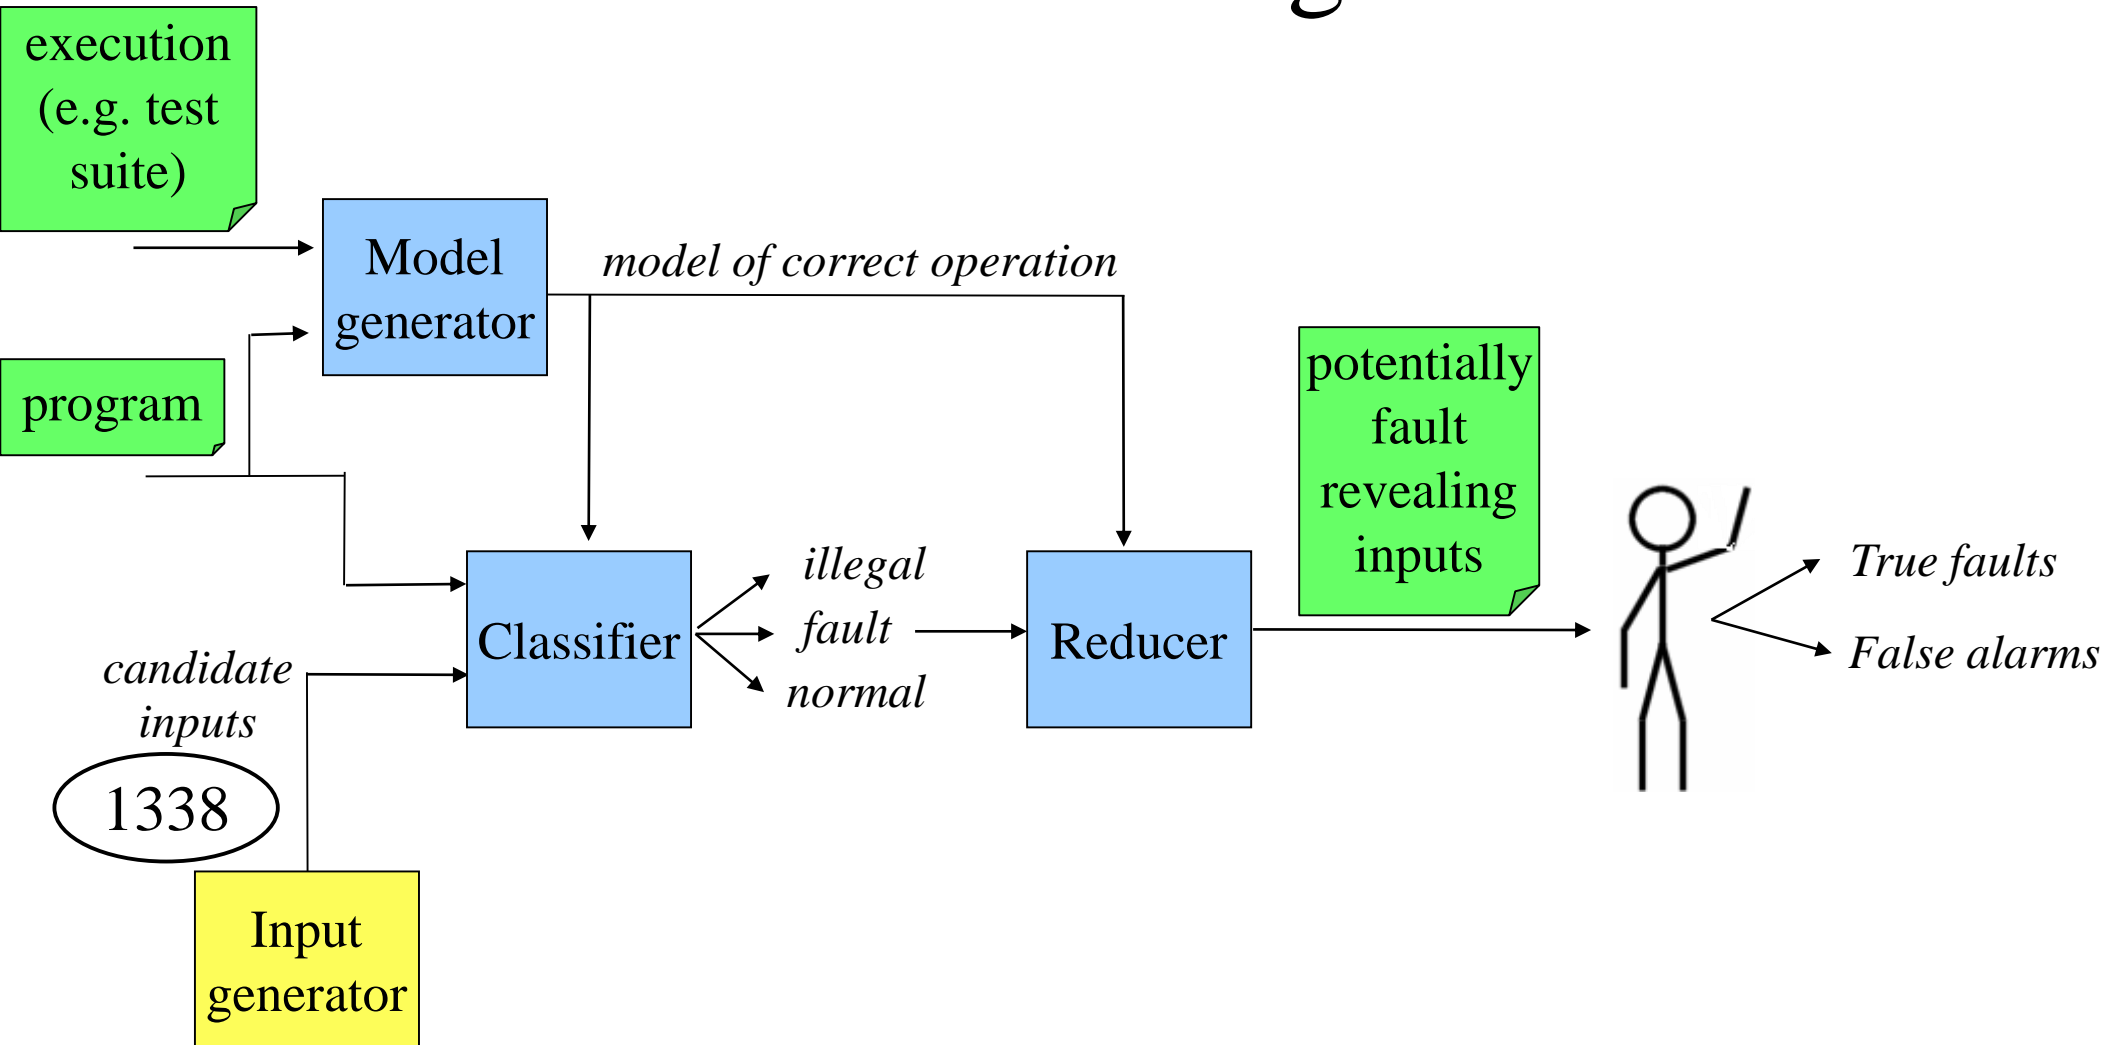 execution
(e.g. test
suite)
Model
generator
model of correct operation
program
potentially
fault
revealing
inputs
illegal
fault
normal
Classifier
Reducer
True faults
False alarms
candidate
inputs
1338
Input
generator